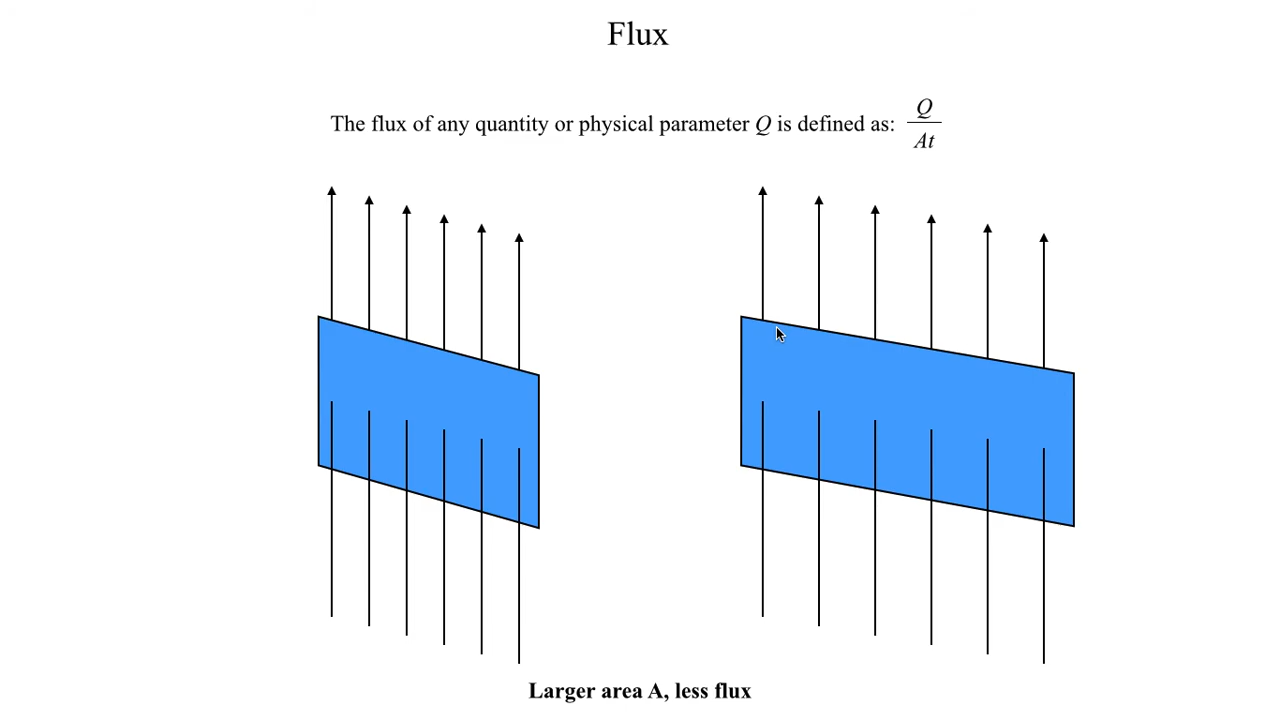 Flux
The flux of any quantity or physical parameter Q is defined as: Q/At
Larger area A, less flux